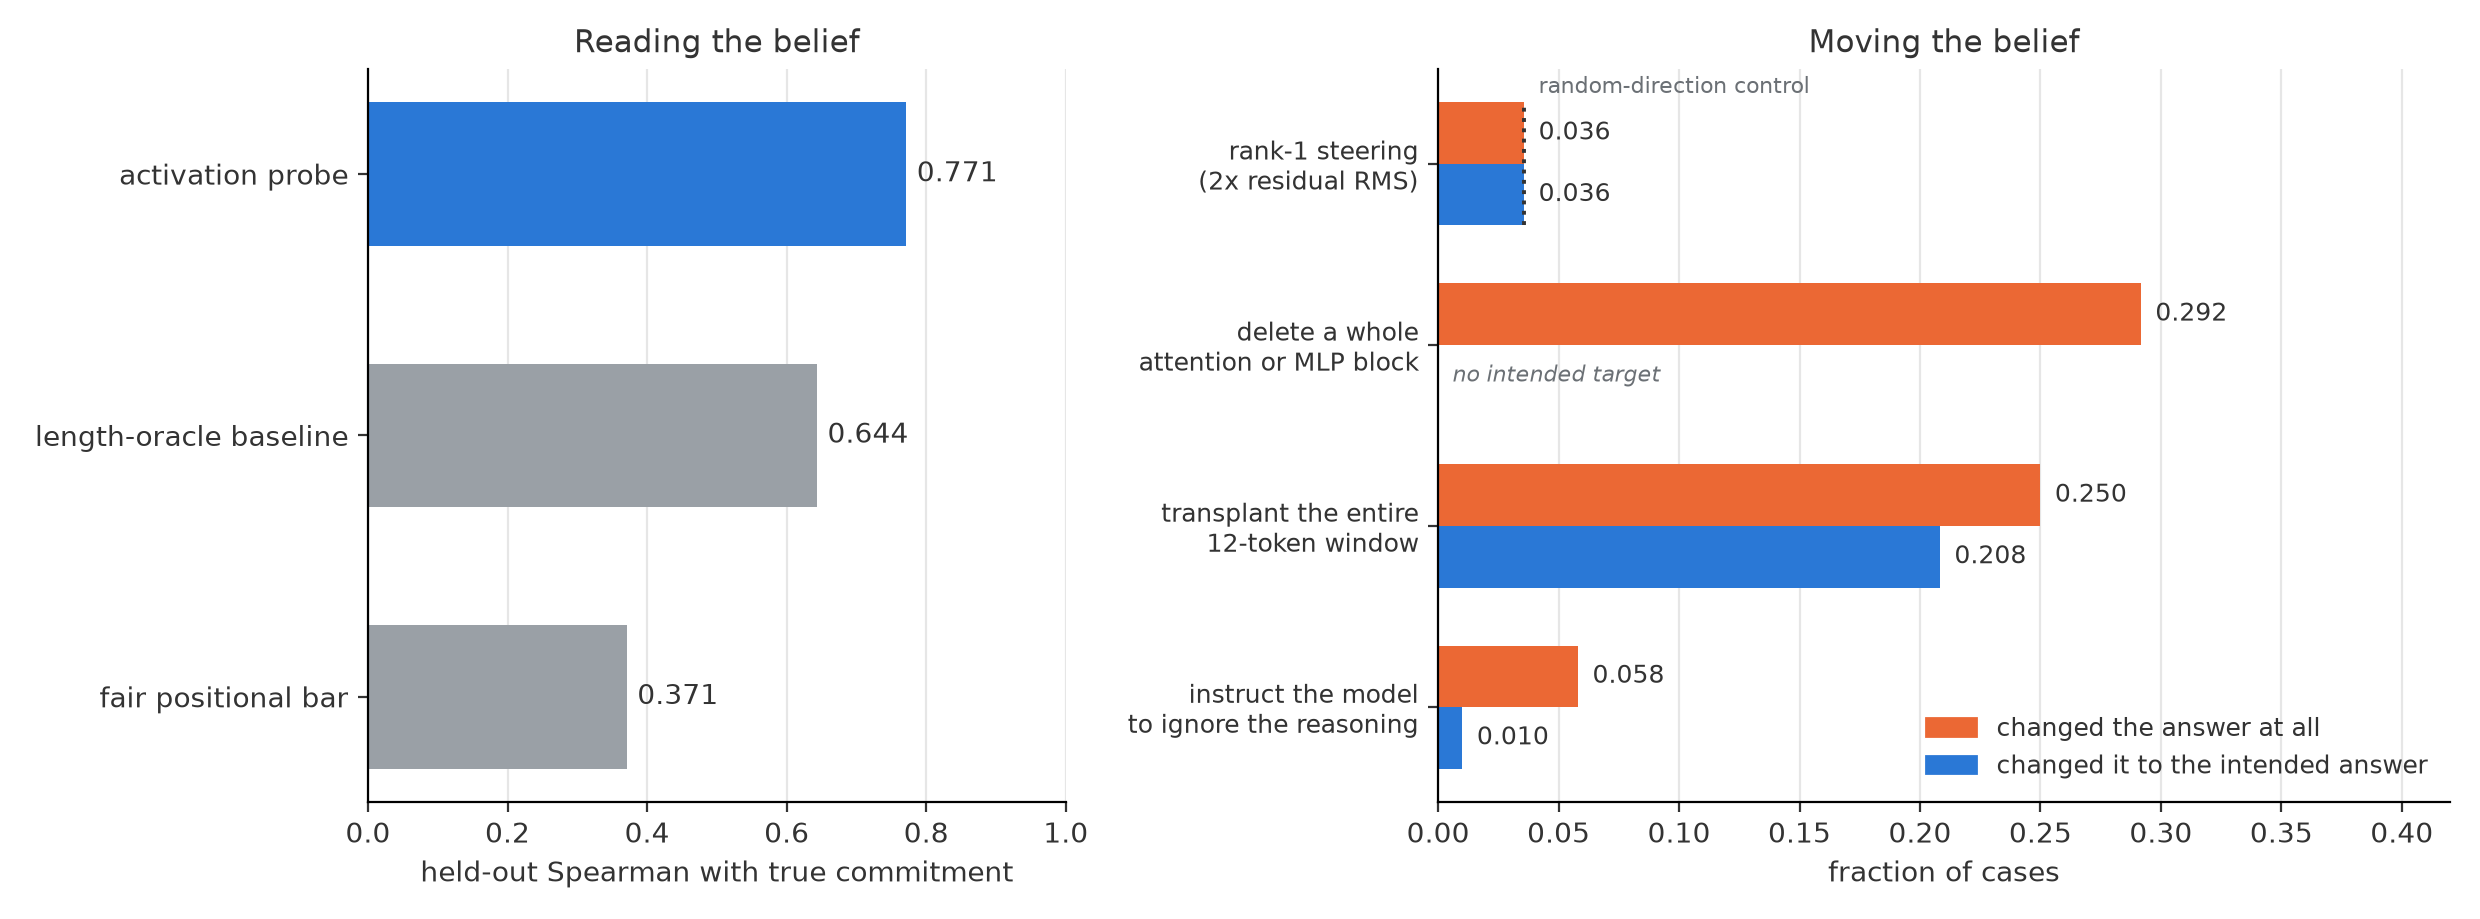 Reading the belief
activation probe
0.771
length-oracle baseline
0.644
fair positional bar
0.371
0.0 0.2 0.4 0.6 0.8 1.0
held-out Spearman with true commitment
Moving the belief
random-direction control
rank-1 steering
(2x residual RMS)
0.036
0.036
delete a whole
attention or MLP block
0.292
no intended target
transplant the entire
12-token window
0.250
0.208
instruct the model
to ignore the reasoning
0.058
0.010
changed the answer at all
changed it to the intended answer
0.00 0.05 0.10 0.15 0.20 0.25 0.30 0.35 0.40
fraction of cases